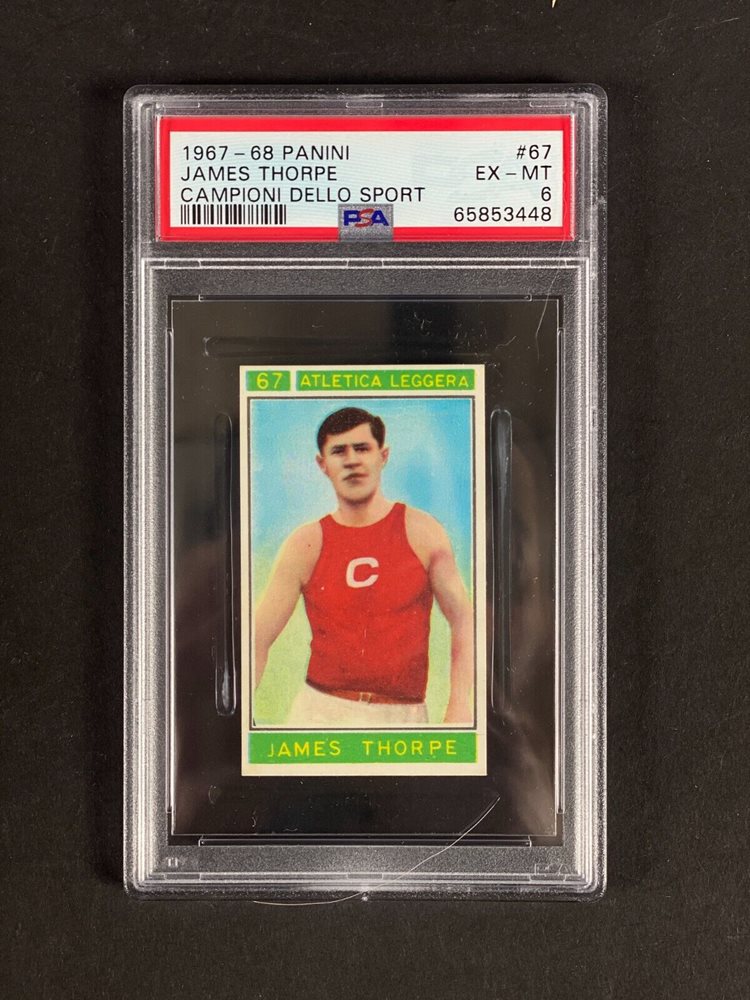 1967-68 PANINI #67
JAMES THORPE EX-MT
CAMPIONI DELLO SPORT 6
PSA 65853448
67 ATLETICA LEGGERA
C
JAMES THORPE